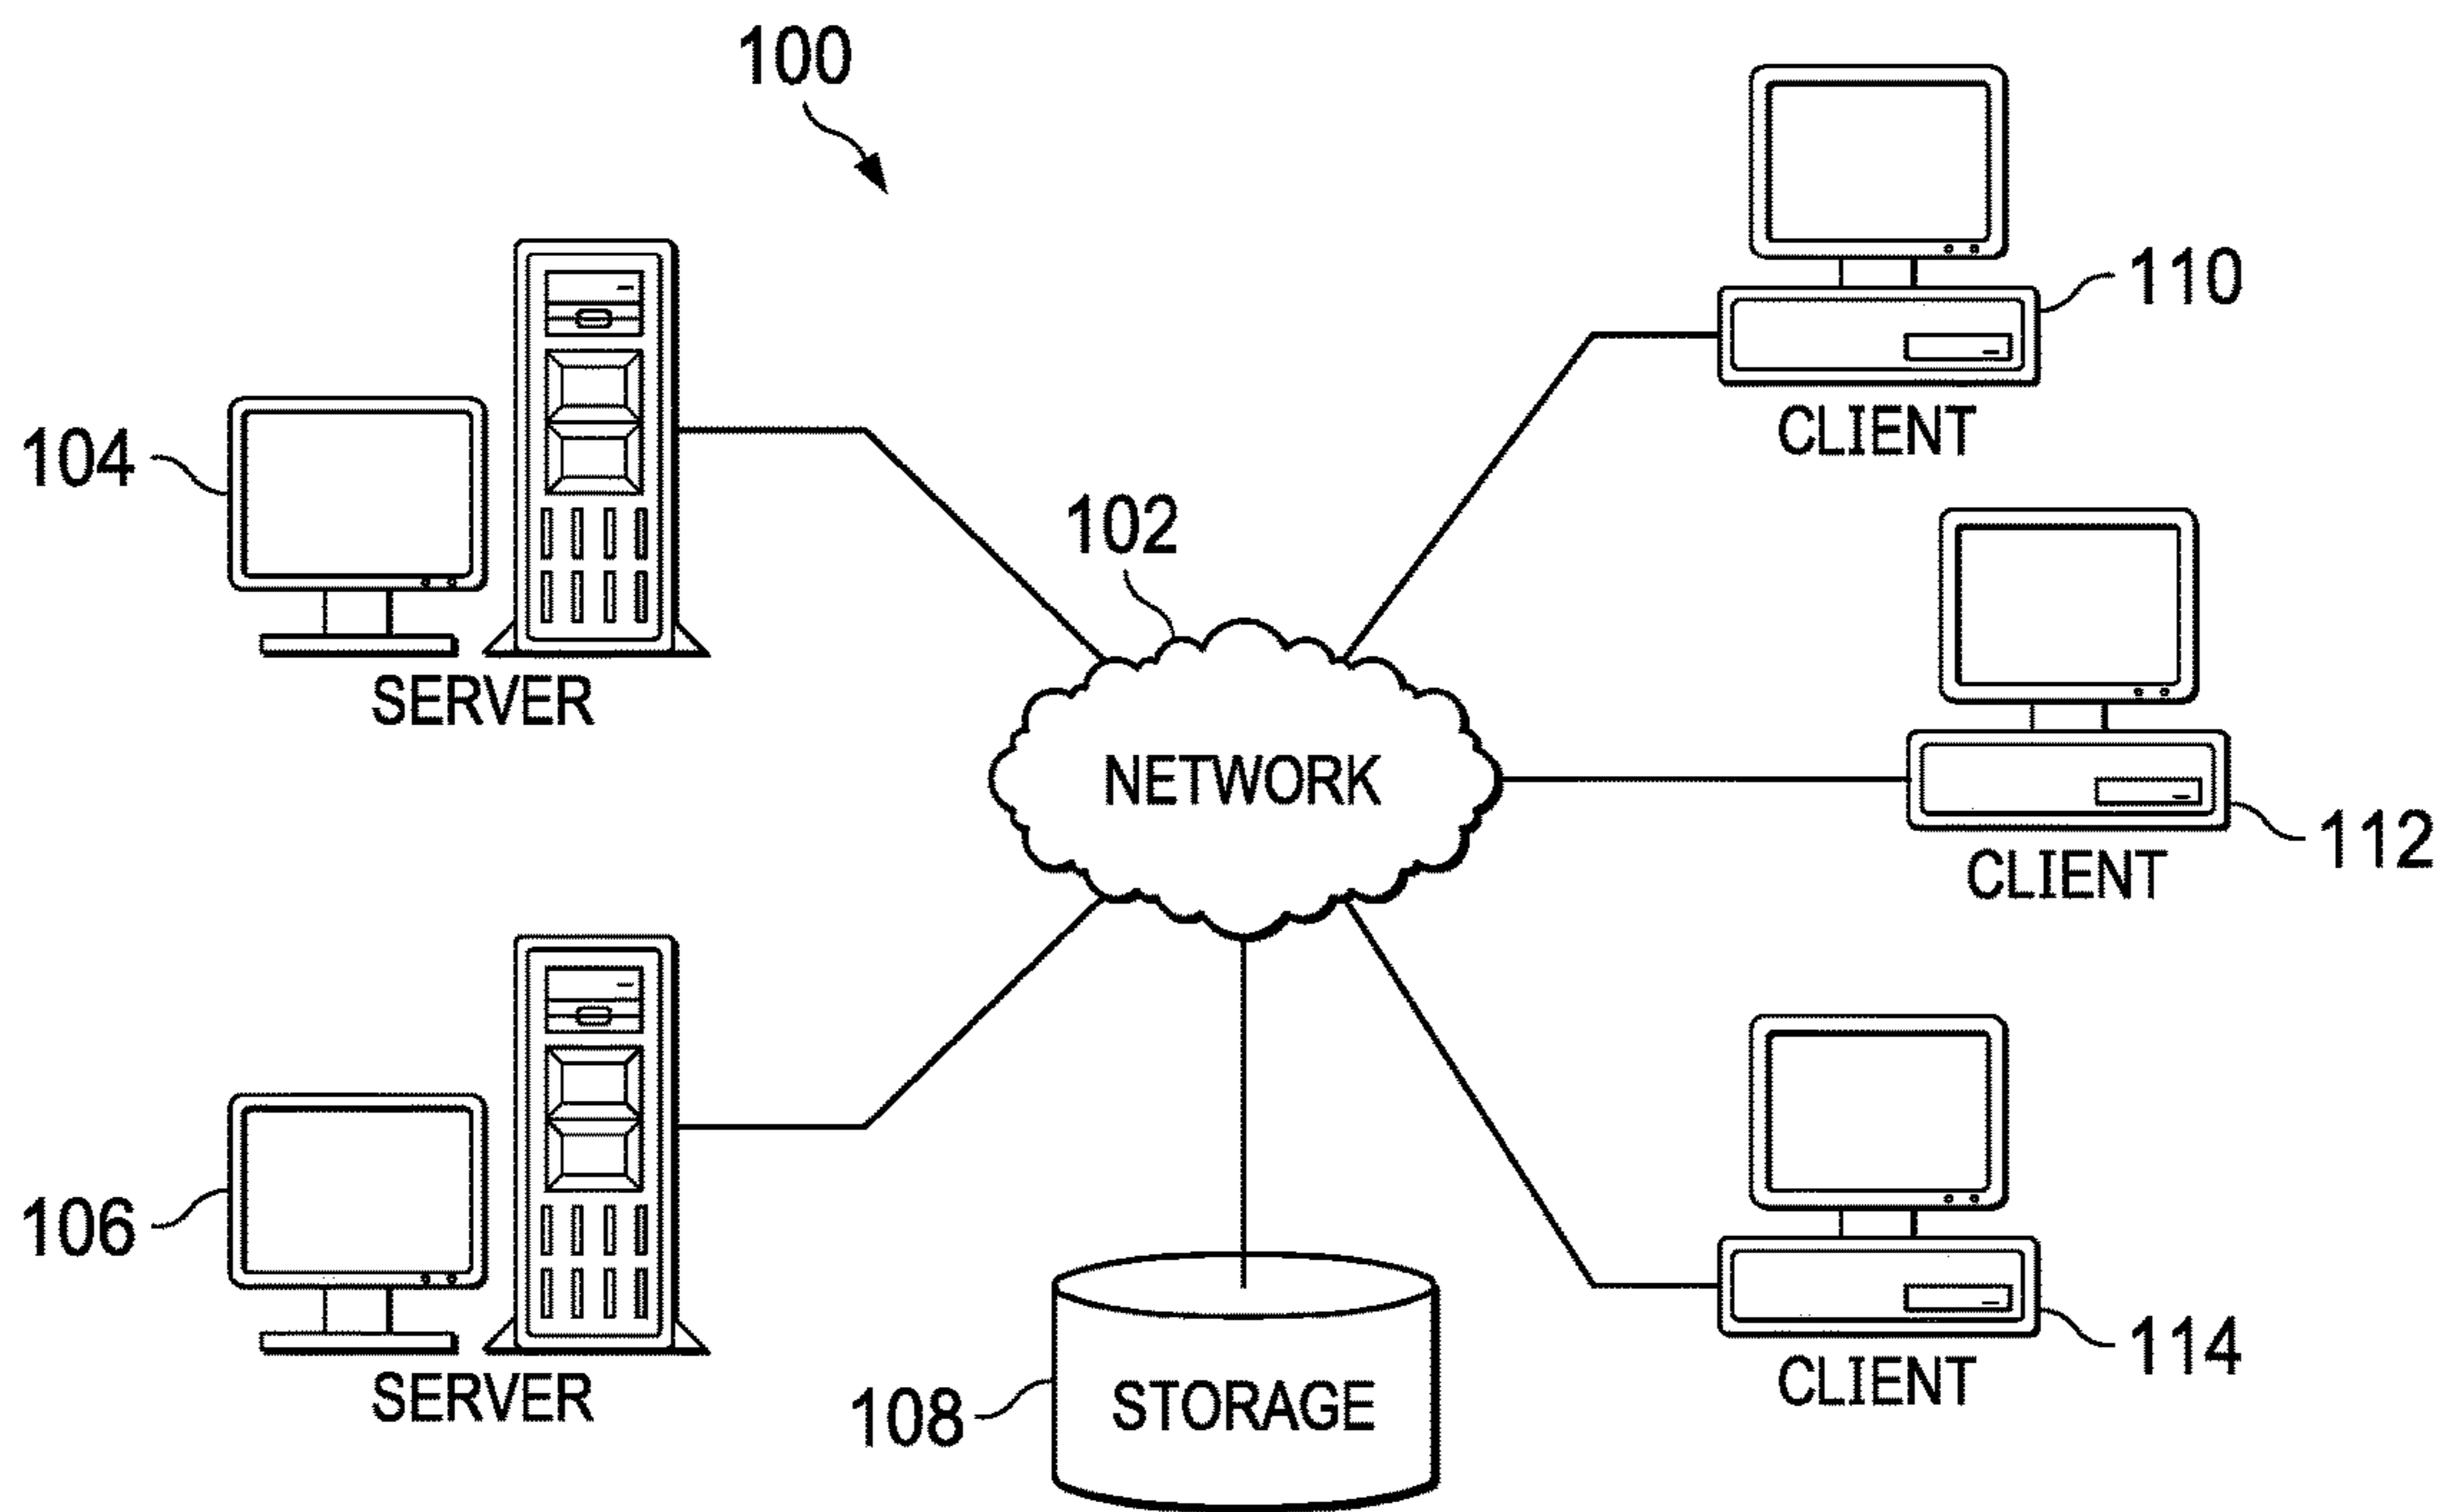 100
110
CLIENT
104
SERVER
102
NETWORK
112
CLIENT
106
SERVER
108
STORAGE
114
CLIENT